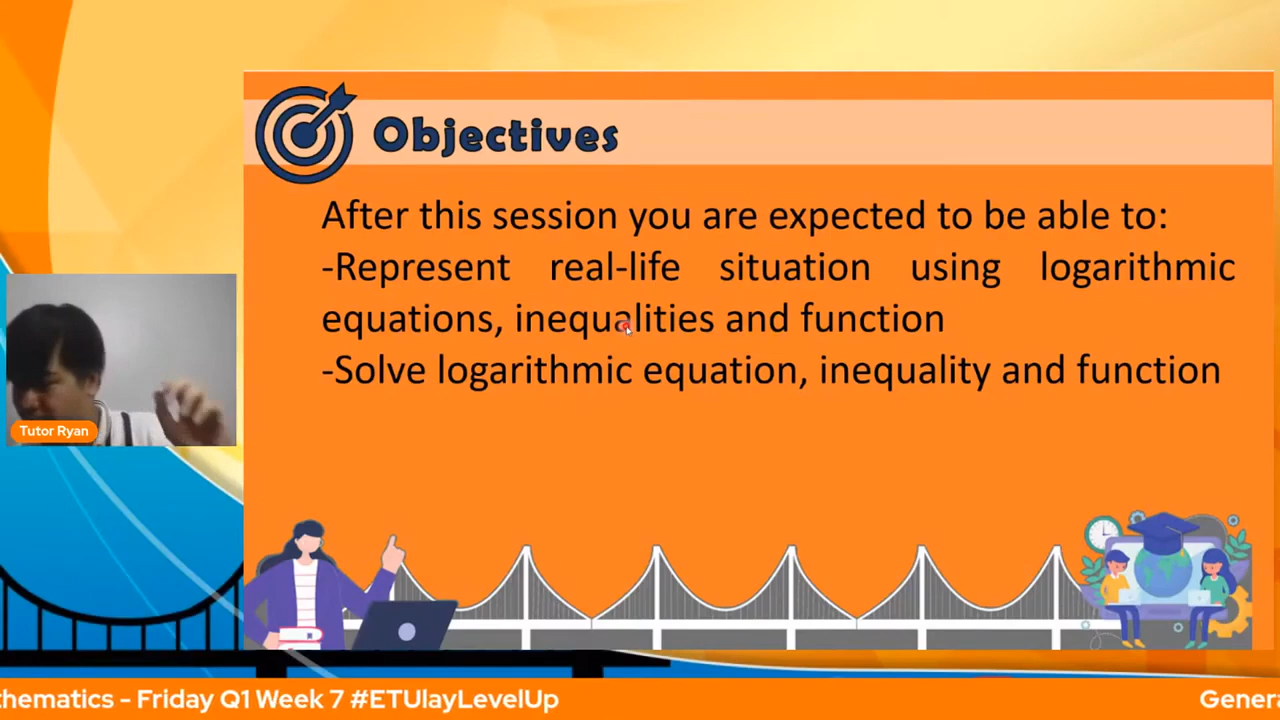 Objectives
After this session you are expected to be able to:
-Represent real-life situation using logarithmic
equations, inequalities and function
-Solve logarithmic equation, inequality and function
Tutor Ryan
thematics - Friday Q1 Week 7 #ETUlayLevelUp
Genera